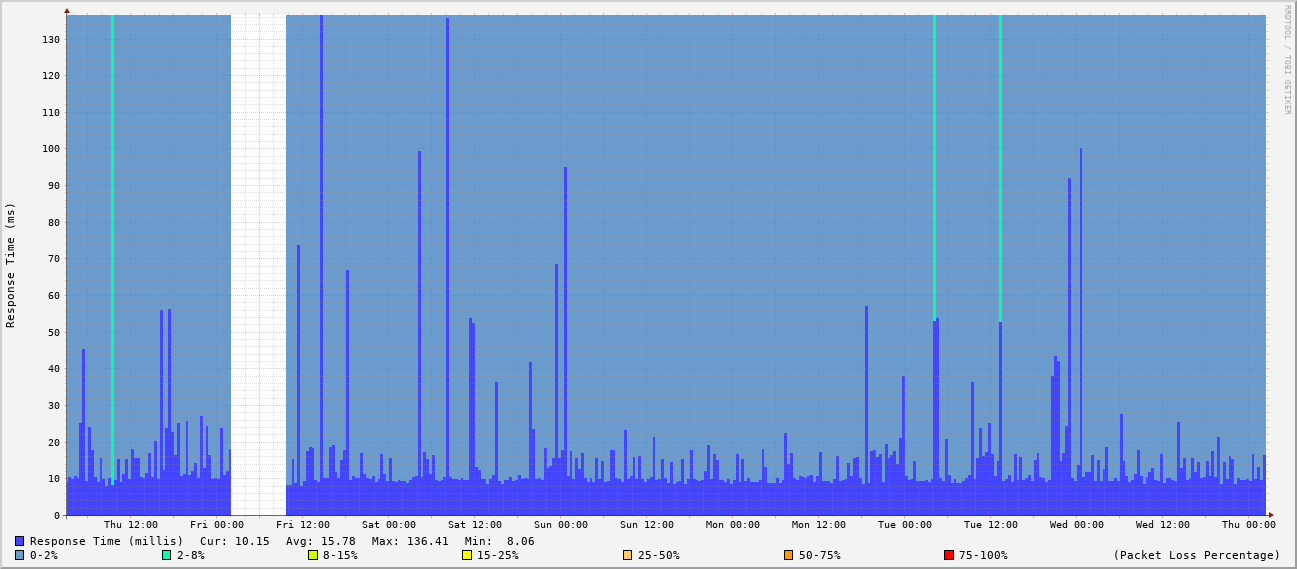 RRDTOOL / TOBI OETIKER
Response Time (ms)
130
120
110
100
90
80
70
60
50
40
30
20
10
0
Thu 12:00 Fri 00:00 Fri 12:00 Sat 00:00 Sat 12:00 Sun 00:00 Sun 12:00 Mon 00:00 Mon 12:00 Tue 00:00 Tue 12:00 Wed 00:00 Wed 12:00 Thu 00:00
Response Time (millis) Cur: 10.15 Avg: 15.78 Max: 136.41 Min: 8.06
0-2% 2-8% 8-15% 15-25% 25-50% 50-75% 75-100% (Packet Loss Percentage)